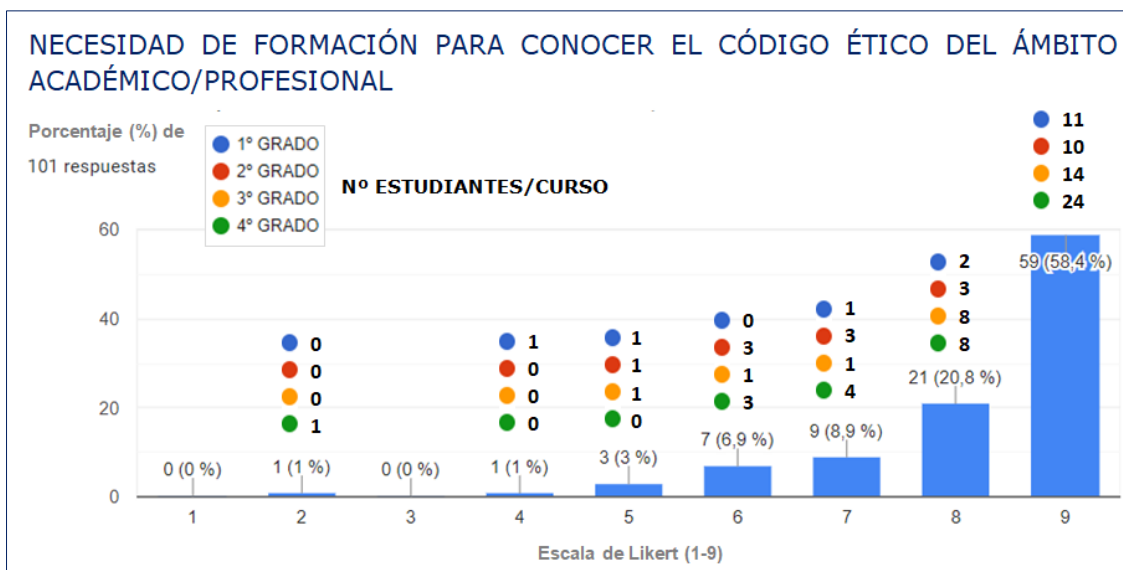 NECESIDAD DE FORMACIÓN PARA CONOCER EL CÓDIGO ÉTICO DEL ÁMBITO
ACADÉMICO/PROFESIONAL
Porcentaje (%) de
101 respuestas
1º GRADO
2º GRADO
3º GRADO
4º GRADO
Nº ESTUDIANTES/CURSO
11
10
14
24
60
40
20
0
0 (0 %)
0
0
0
1
1 (1 %)
0 (0 %)
1
0
0
0
1 (1 %)
1
1
1
0
3 (3 %)
0
3
1
3
7 (6,9 %)
1
3
1
4
9 (8,9 %)
2
3
8
8
21 (20,8 %)
59 (58,4 %)
1 2 3 4 5 6 7 8 9
Escala de Likert (1-9)